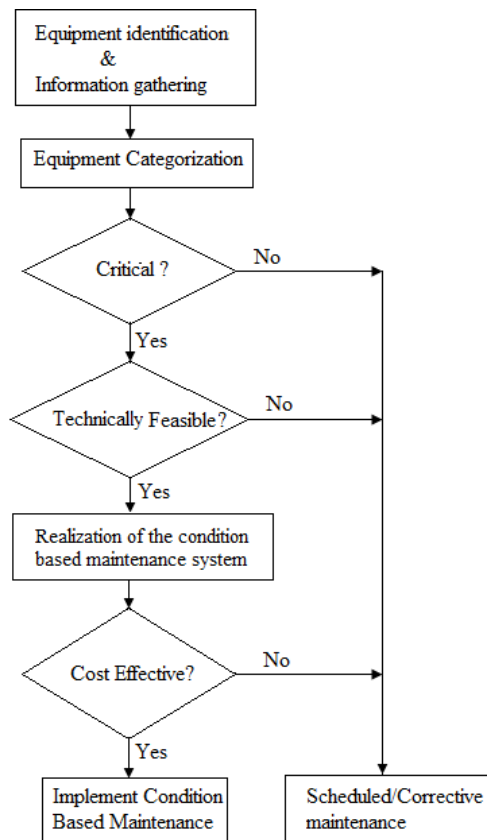 Equipment identification
&
Information gathering
Equipment Categorization
Critical ?
No
Yes
Technically Feasible?
No
Yes
Realization of the condition
based maintenance system
Cost Effective?
No
Yes
Implement Condition
Based Maintenance
Scheduled/Corrective
maintenance